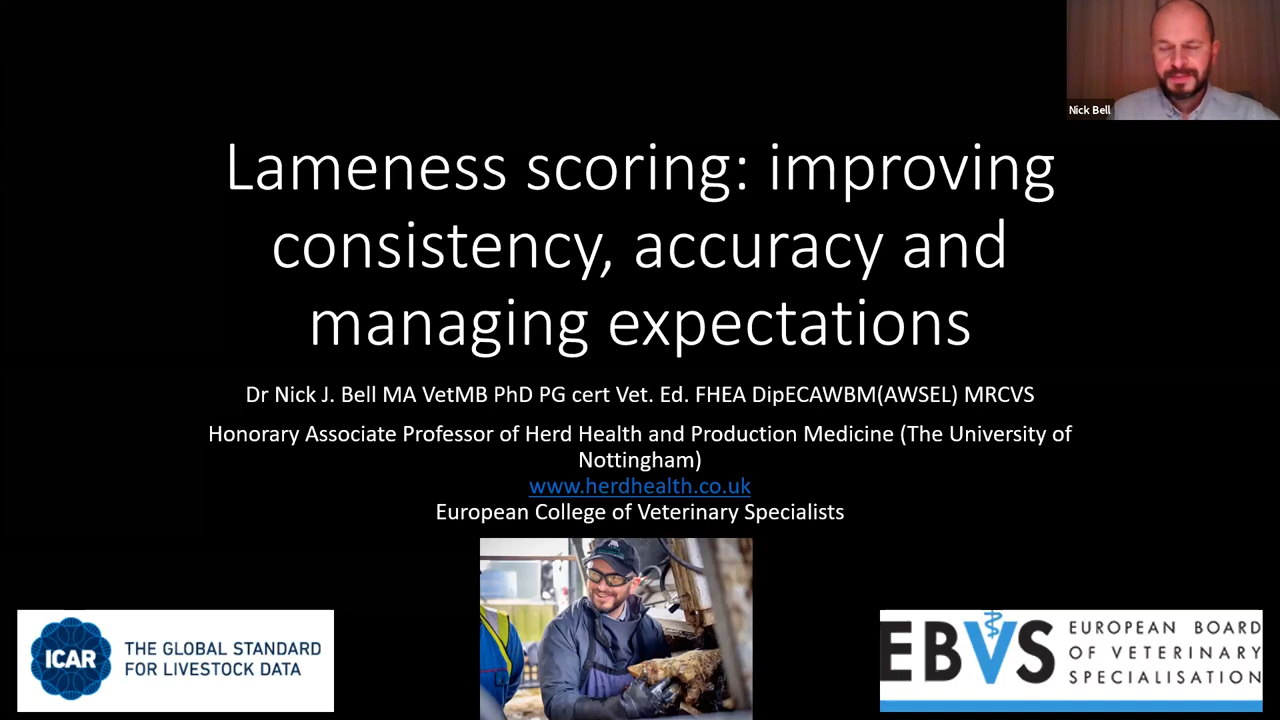 Nick Bell
Lameness scoring: improving
consistency, accuracy and
managing expectations
Dr Nick J. Bell MA VetMB PhD PG cert Vet. Ed. FHEA DipECAWBM(AWSEL) MRCVS
Honorary Associate Professor of Herd Health and Production Medicine (The University of
Nottingham)
www.herdhealth.co.uk
European College of Veterinary Specialists
ICAR
THE GLOBAL STANDARD
FOR LIVESTOCK DATA
EBVS
EUROPEAN BOARD
OF VETERINARY
SPECIALISATION